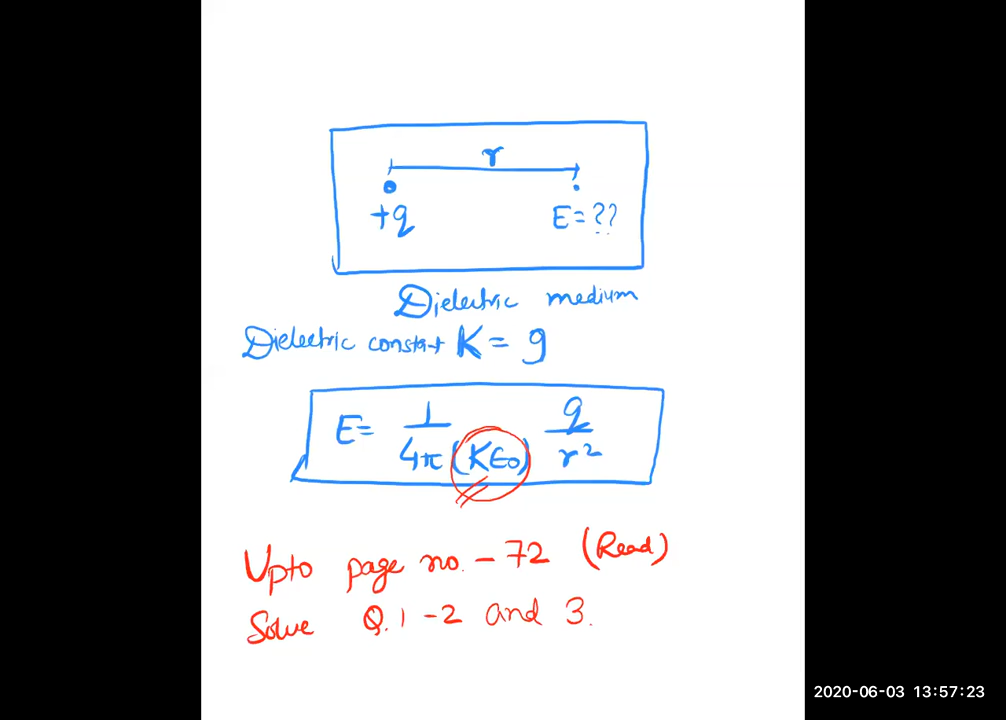 r
+q E = ??
Dielectric medium
Dielectric constant K = 9
E = 1 / 4π (Kε₀) q / r²
Upto page no. - 72 (Read)
Solve Q.1 - 2 and 3.
2020-06-03 13:57:23